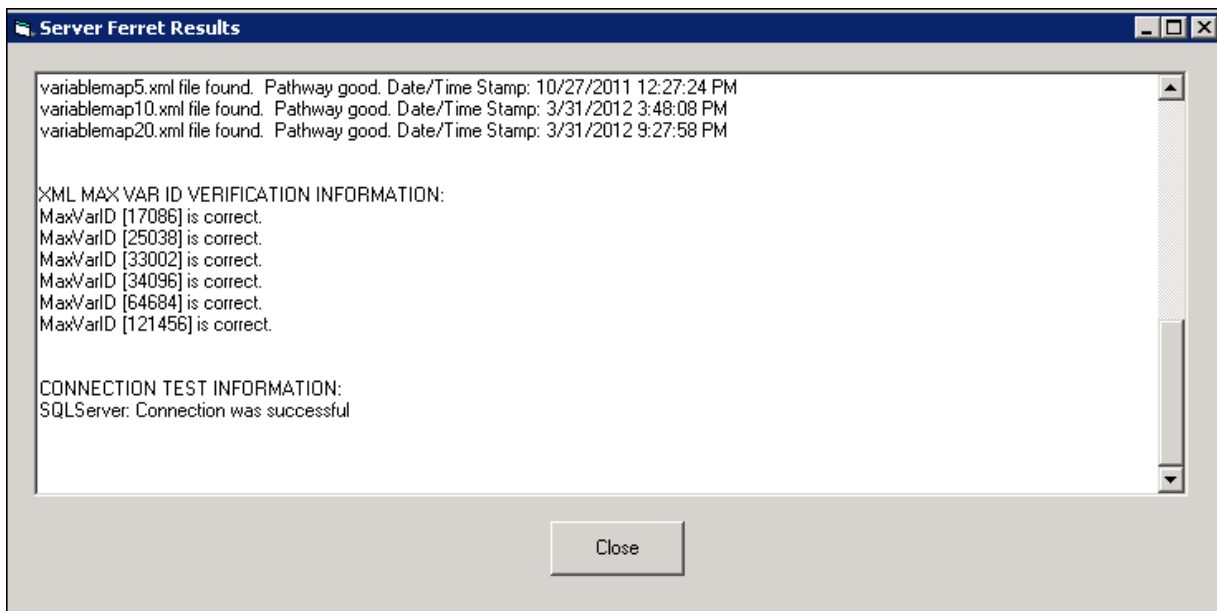 Server Ferret Results
variablemap5.xml file found.  Pathway good. Date/Time Stamp: 10/27/2011 12:27:24 PM
variablemap10.xml file found.  Pathway good. Date/Time Stamp: 3/31/2012 3:48:08 PM
variablemap20.xml file found.  Pathway good. Date/Time Stamp: 3/31/2012 9:27:58 PM
XML MAX VAR ID VERIFICATION INFORMATION:
MaxVarID [17086] is correct.
MaxVarID [25038] is correct.
MaxVarID [33002] is correct.
MaxVarID [34096] is correct.
MaxVarID [64684] is correct.
MaxVarID [121456] is correct.
CONNECTION TEST INFORMATION:
SQLServer: Connection was successful
Close